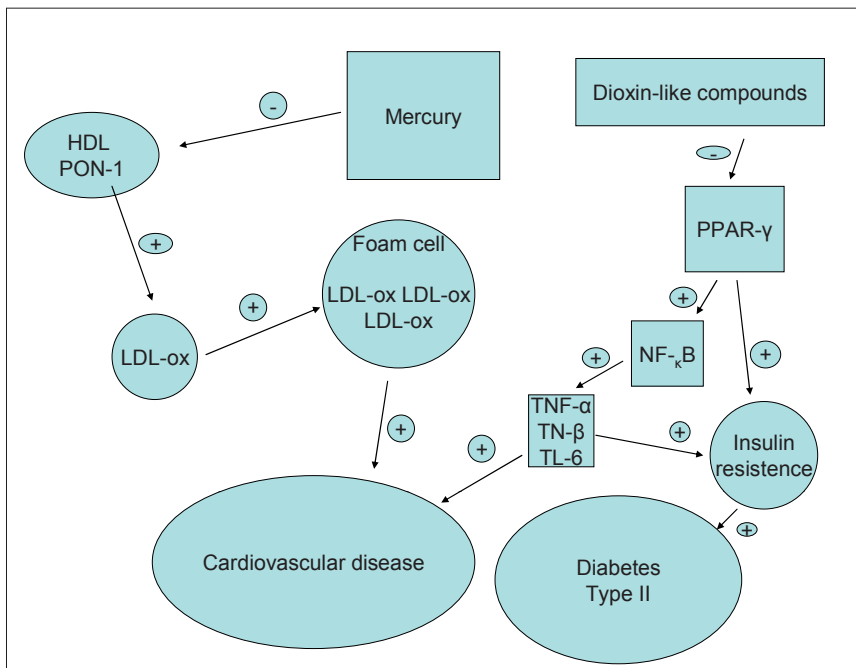 Mercury
Dioxin-like compounds
-
HDL
PON-1
-
PPAR-γ
+
Foam cell
LDL-ox LDL-ox
LDL-ox
+
+
LDL-ox
NF-κB
+
+
TNF-α
TN-β
TL-6
+
+
+
Insulin
resistence
+
Cardiovascular disease
Diabetes
Type II
+